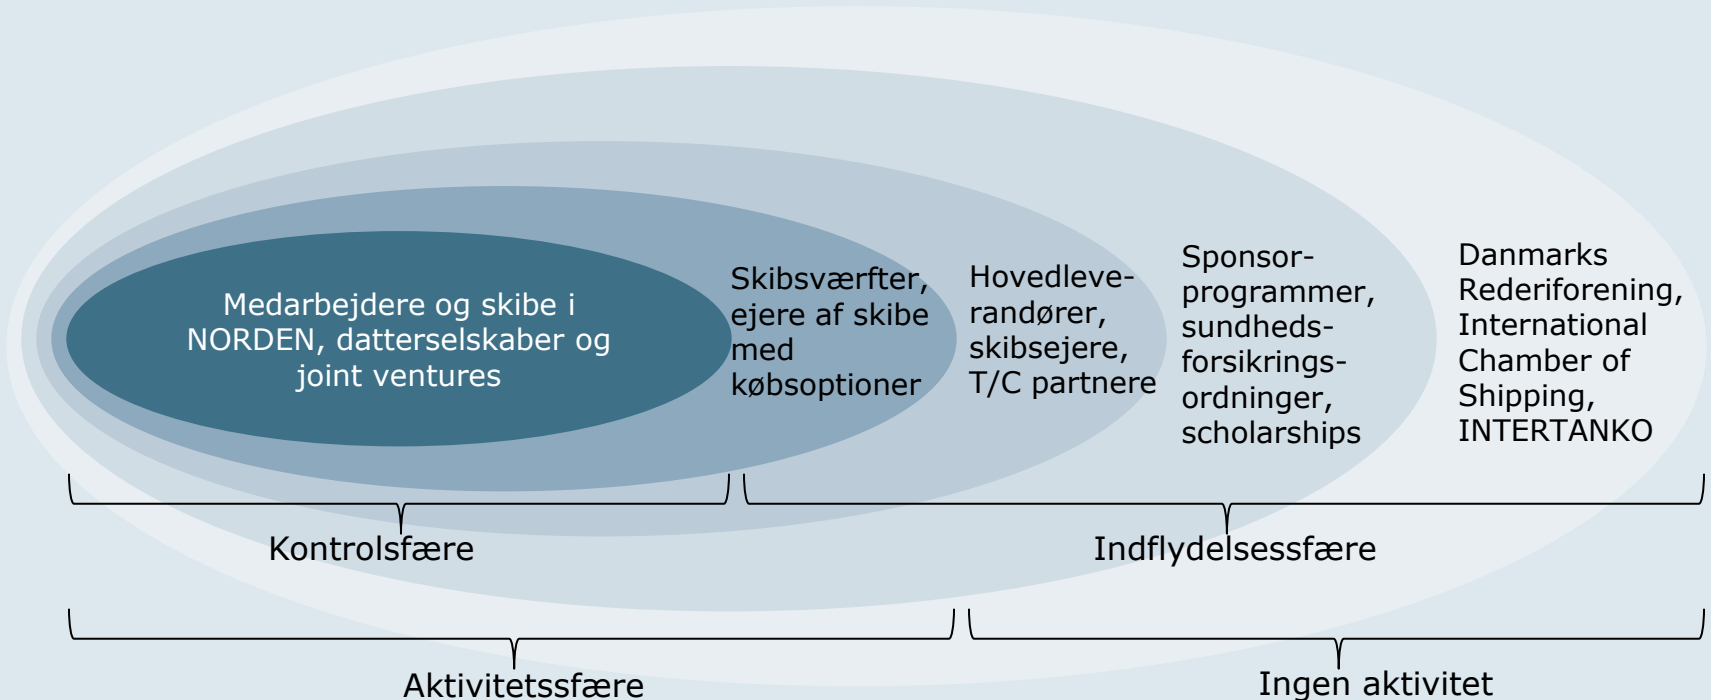 Medarbejdere og skibe i
NORDEN, datterselskaber og
joint ventures
Skibsværfter,
ejere af skibe
med
købsoptioner
Hovedleve-
randører,
skibsejere,
T/C partnere
Sponsor-
programmer,
sundheds-
forsikrings-
ordninger,
scholarships
Danmarks
Rederiforening,
International
Chamber of
Shipping,
INTERTANKO
Kontrolsfære
Indflydelsessfære
Aktivitetssfære
Ingen aktivitet